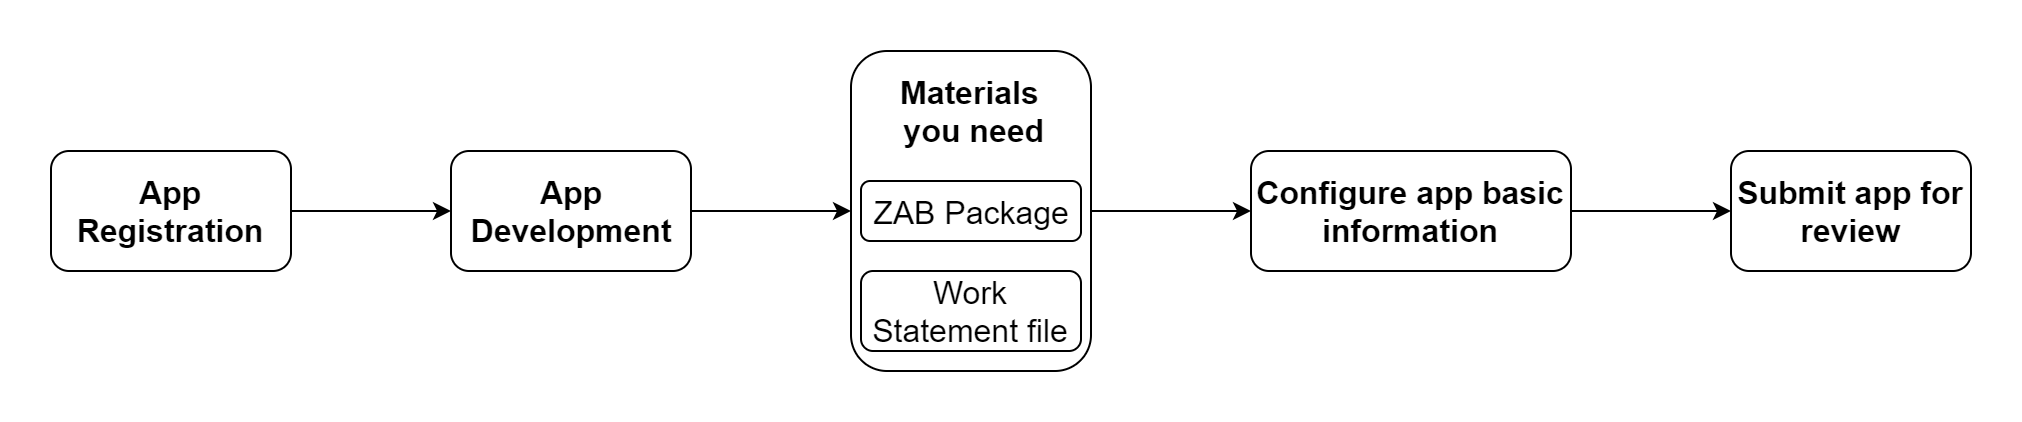 App
Registration
App
Development
Materials
you need
ZAB Package
Work
Statement file
Configure app basic
information
Submit app for
review